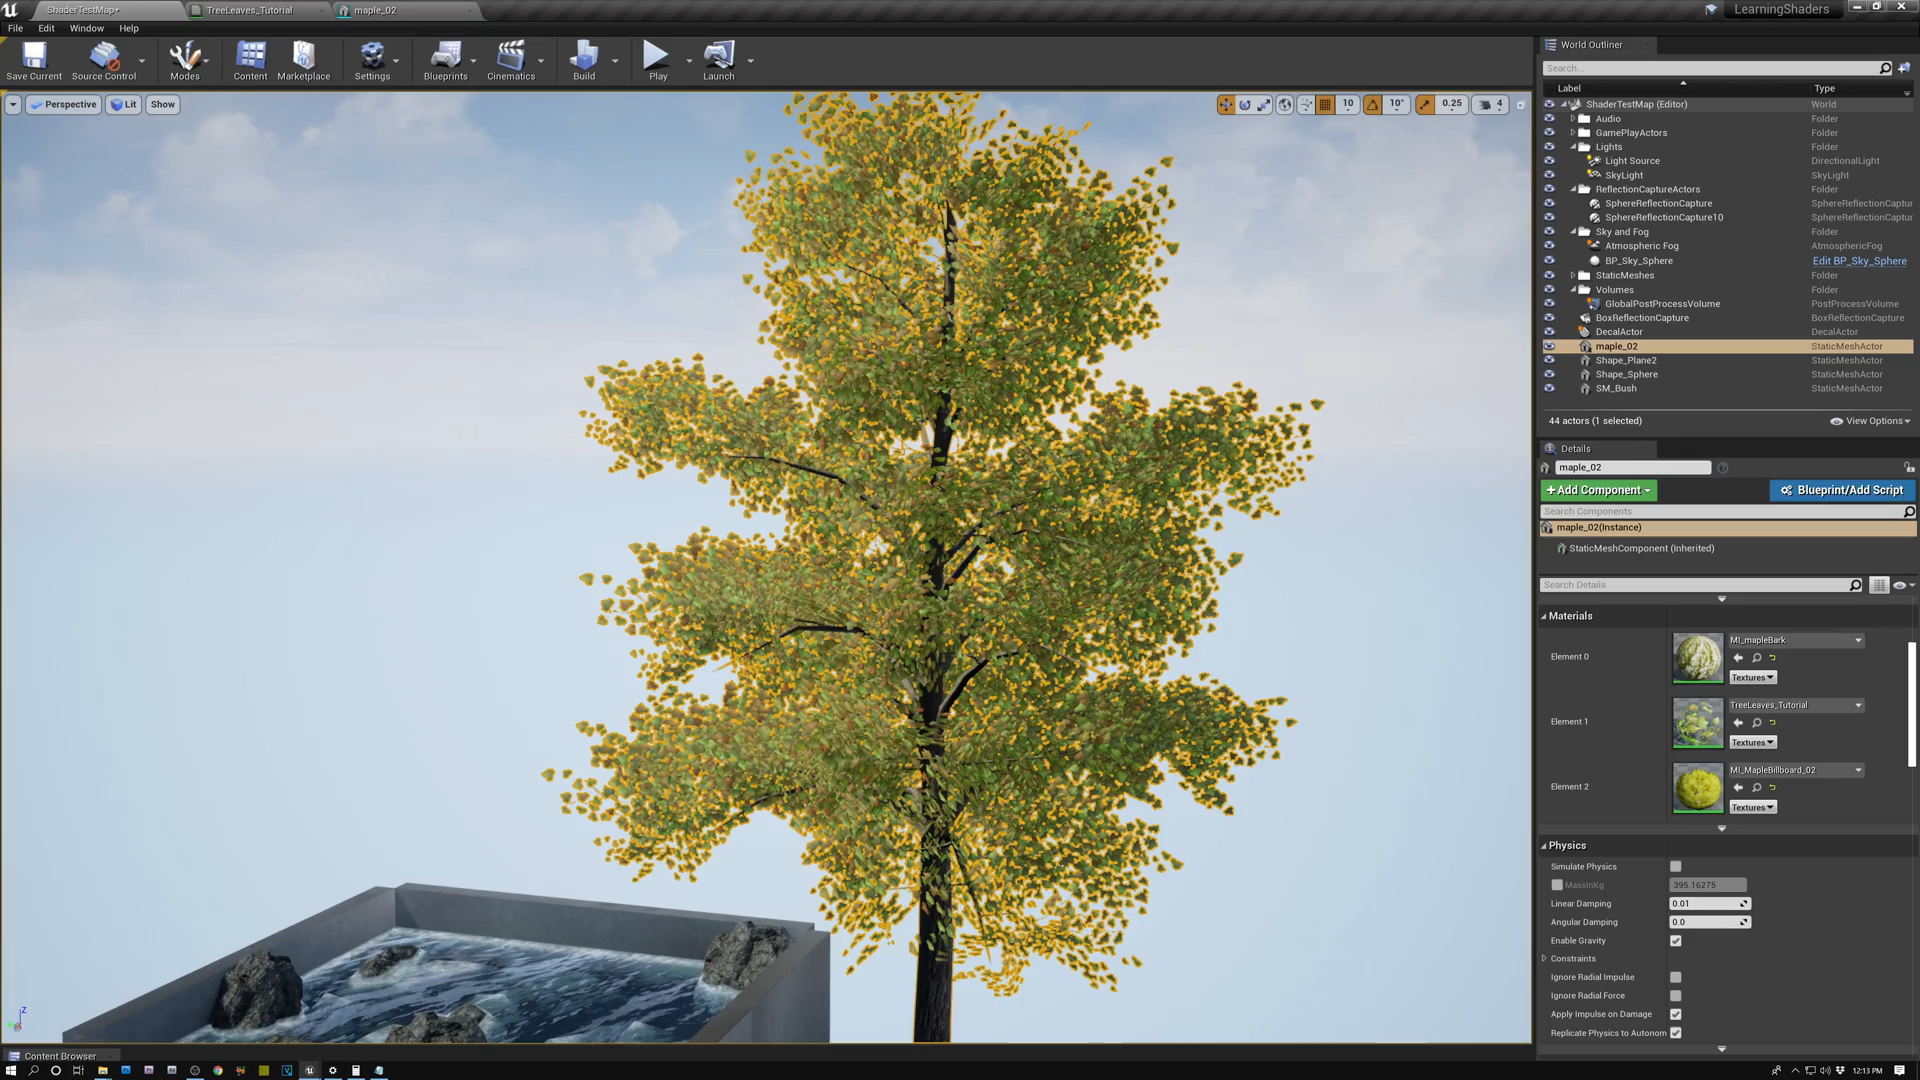 ShaderTestMap*
TreeLeaves_Tutorial
maple_02
LearningShaders
File Edit Window Help
Save Current
Source Control
Modes
Content
Marketplace
Settings
Blueprints
Cinematics
Build
Play
Launch
Perspective
Lit
Show
10
10°
0.25
4
World Outliner
Search...
Label Type
ShaderTestMap (Editor) World
Audio Folder
GamePlayActors Folder
Lights Folder
Light Source DirectionalLight
SkyLight SkyLight
ReflectionCaptureActors Folder
SphereReflectionCapture SphereReflectionCaptur
SphereReflectionCapture10 SphereReflectionCaptur
Sky and Fog Folder
Atmospheric Fog AtmosphericFog
BP_Sky_Sphere Edit BP_Sky_Sphere
StaticMeshes Folder
Volumes Folder
GlobalPostProcessVolume PostProcessVolume
BoxReflectionCapture BoxReflectionCapture
DecalActor DecalActor
maple_02 StaticMeshActor
Shape_Plane2 StaticMeshActor
Shape_Sphere StaticMeshActor
SM_Bush StaticMeshActor
44 actors (1 selected)
View Options
Details
maple_02
+ Add Component
Blueprint/Add Script
Search Components
maple_02(Instance)
StaticMeshComponent (Inherited)
Search Details
Materials
Element 0
MI_mapleBark
Textures
Element 1
TreeLeaves_Tutorial
Textures
Element 2
MI_MapleBillboard_02
Textures
Physics
Simulate Physics
MassInKg 395.16275
Linear Damping 0.01
Angular Damping 0.0
Enable Gravity
Constraints
Ignore Radial Impulse
Ignore Radial Force
Apply Impulse on Damage
Replicate Physics to Autonom
Z
Content Browser
12:13 PM